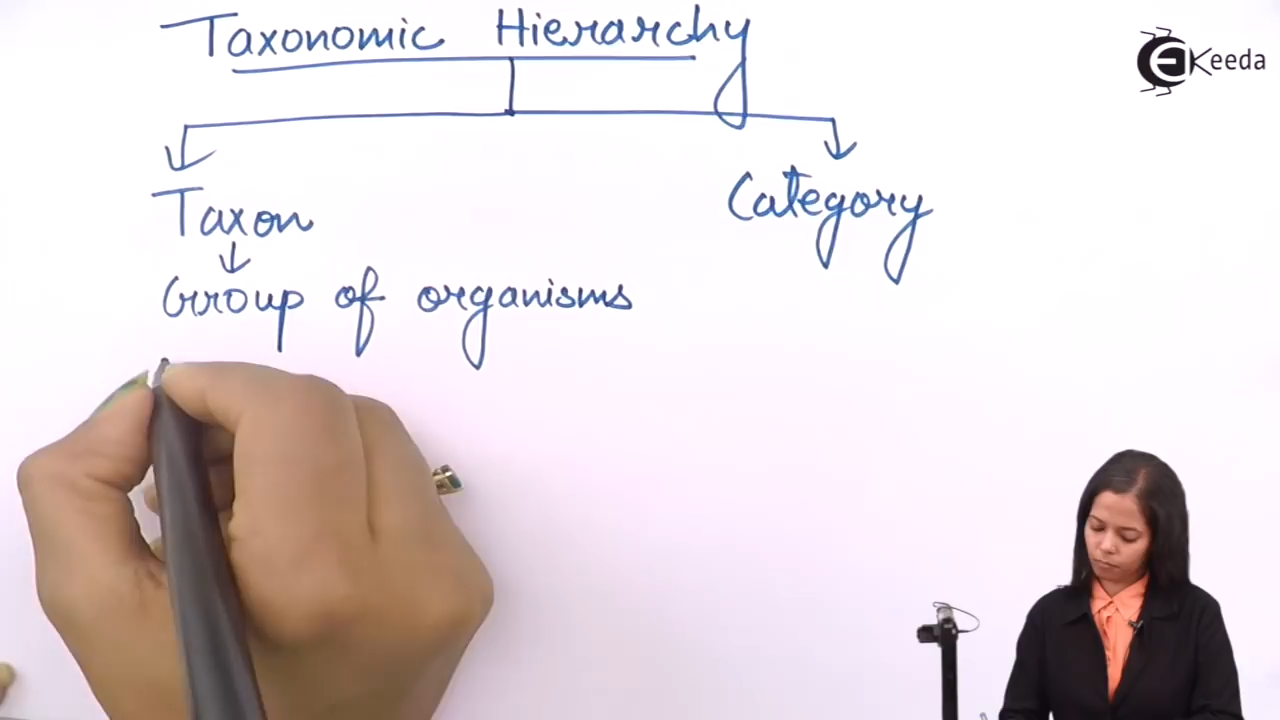 Taxonomic Hierarchy
EKeeda
Taxon
Category
Group of organisms